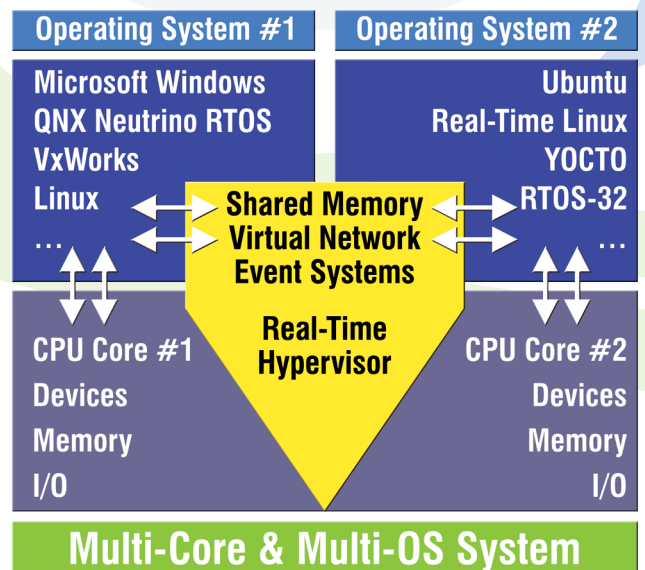 Operating System #1
Operating System #2
Microsoft Windows
QNX Neutrino RTOS
VxWorks
Linux
...
Ubuntu
Real-Time Linux
YOCTO
RTOS-32
...
Shared Memory
Virtual Network
Event Systems
Real-Time
Hypervisor
CPU Core #1
Devices
Memory
I/O
CPU Core #2
Devices
Memory
I/O
Multi-Core & Multi-OS System